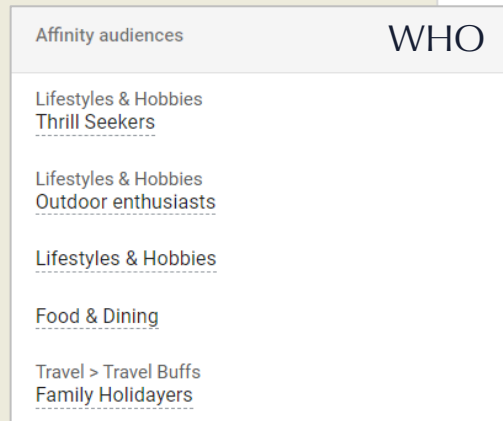 Affinity audiences WHO
Lifestyles & Hobbies
Thrill Seekers
Lifestyles & Hobbies
Outdoor enthusiasts
Lifestyles & Hobbies
Food & Dining
Travel > Travel Buffs
Family Holidayers